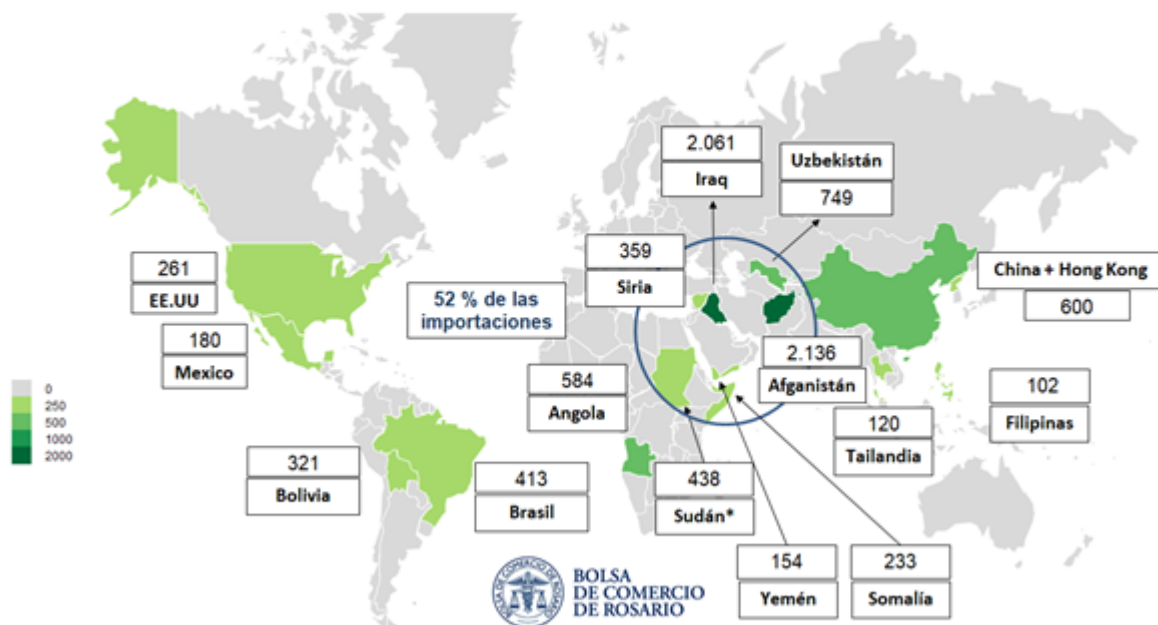 2.061
Iraq
Uzbekistán
749
359
Siria
China + Hong Kong
600
261
EE.UU
52 % de las
importaciones
180
Mexico
2.136
Afganistán
584
Angola
102
Filipinas
120
Tailandia
0
250
500
1000
2000
321
Bolivia
413
Brasil
438
Sudán*
154
Yemén
233
Somalía
BOLSA
DE COMERCIO
DE ROSARIO